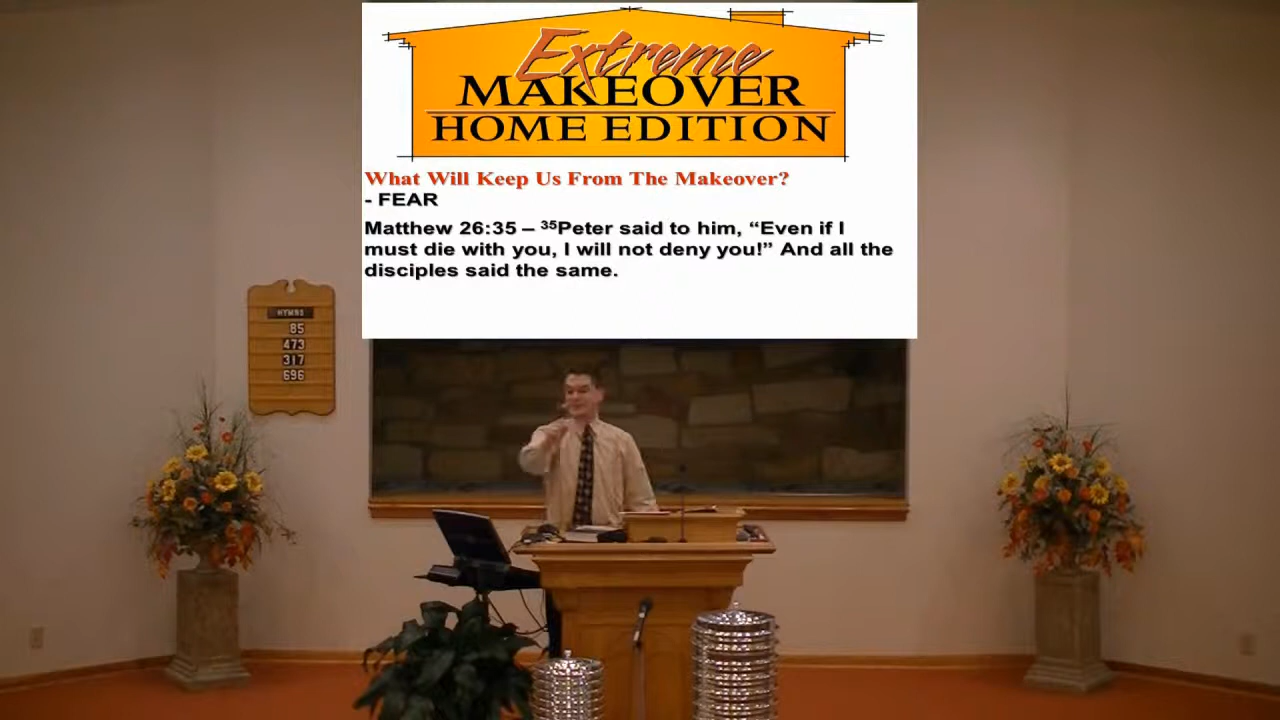 Extreme
MAKEOVER
HOME EDITION
What Will Keep Us From The Makeover?
- FEAR
Matthew 26:35 – ³⁵Peter said to him, “Even if I
must die with you, I will not deny you!” And all the
disciples said the same.
HYMNS
85
473
317
696